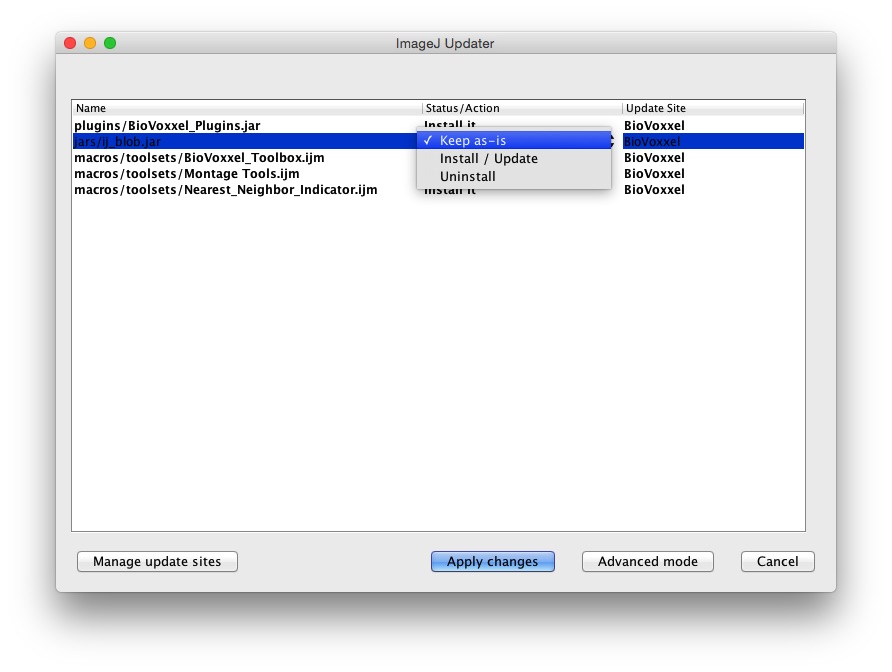 ImageJ Updater
Name Status/Action Update Site
plugins/BioVoxxel_Plugins.jar Install it BioVoxxel
jars/ij_blob.jar ✓ Keep as-is BioVoxxel
macros/toolsets/BioVoxxel_Toolbox.ijm Install / Update BioVoxxel
macros/toolsets/Montage Tools.ijm Uninstall BioVoxxel
macros/toolsets/Nearest_Neighbor_Indicator.ijm Install it BioVoxxel
Manage update sites Apply changes Advanced mode Cancel